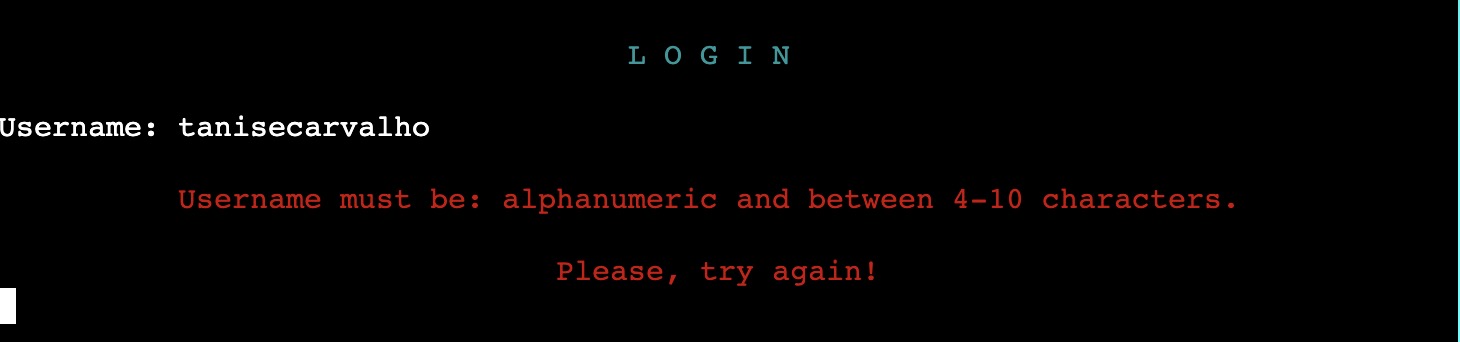 L O G I N
Username: tanisecarvalho
Username must be: alphanumeric and between 4-10 characters.
Please, try again!